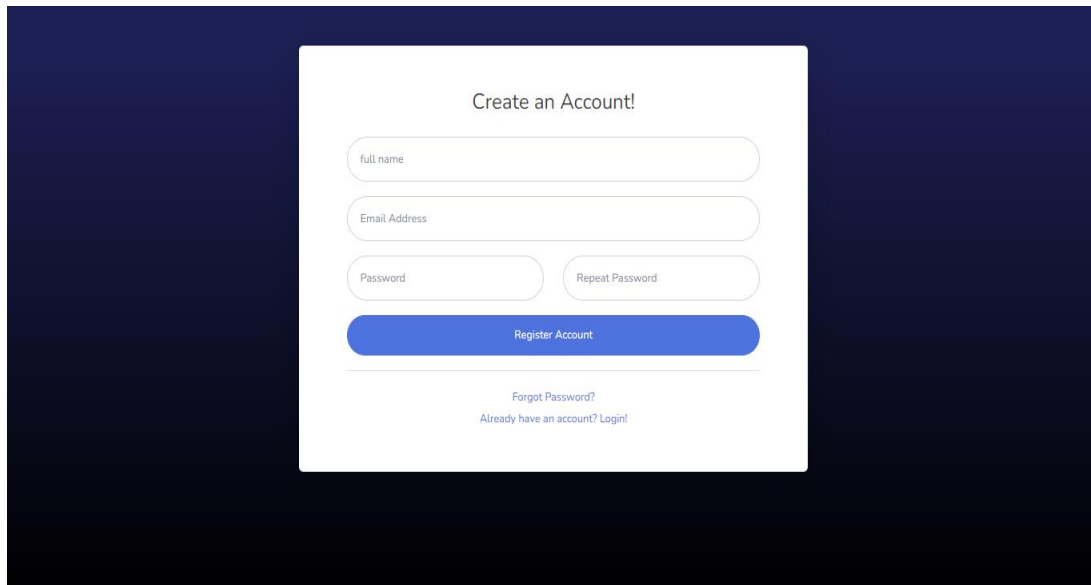 Create an Account!
full name
Email Address
Password Repeat Password
Register Account
Forgot Password?
Already have an account? Login!